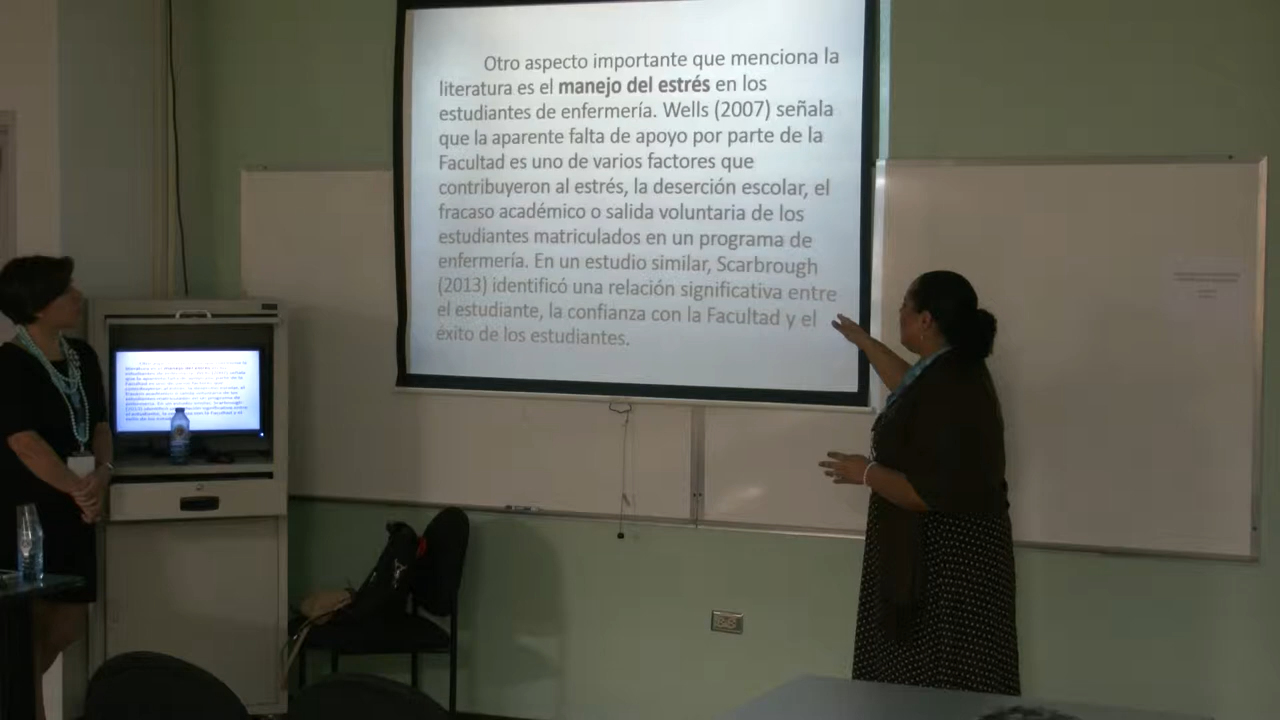 Otro aspecto importante que menciona la
literatura es el manejo del estrés en los
estudiantes de enfermería. Wells (2007) señala
que la aparente falta de apoyo por parte de la
Facultad es uno de varios factores que
contribuyeron al estrés, la deserción escolar, el
fracaso académico o salida voluntaria de los
estudiantes matriculados en un programa de
enfermería. En un estudio similar, Scarbrough
(2013) identificó una relación significativa entre
el estudiante, la confianza con la Facultad y el
éxito de los estudiantes.